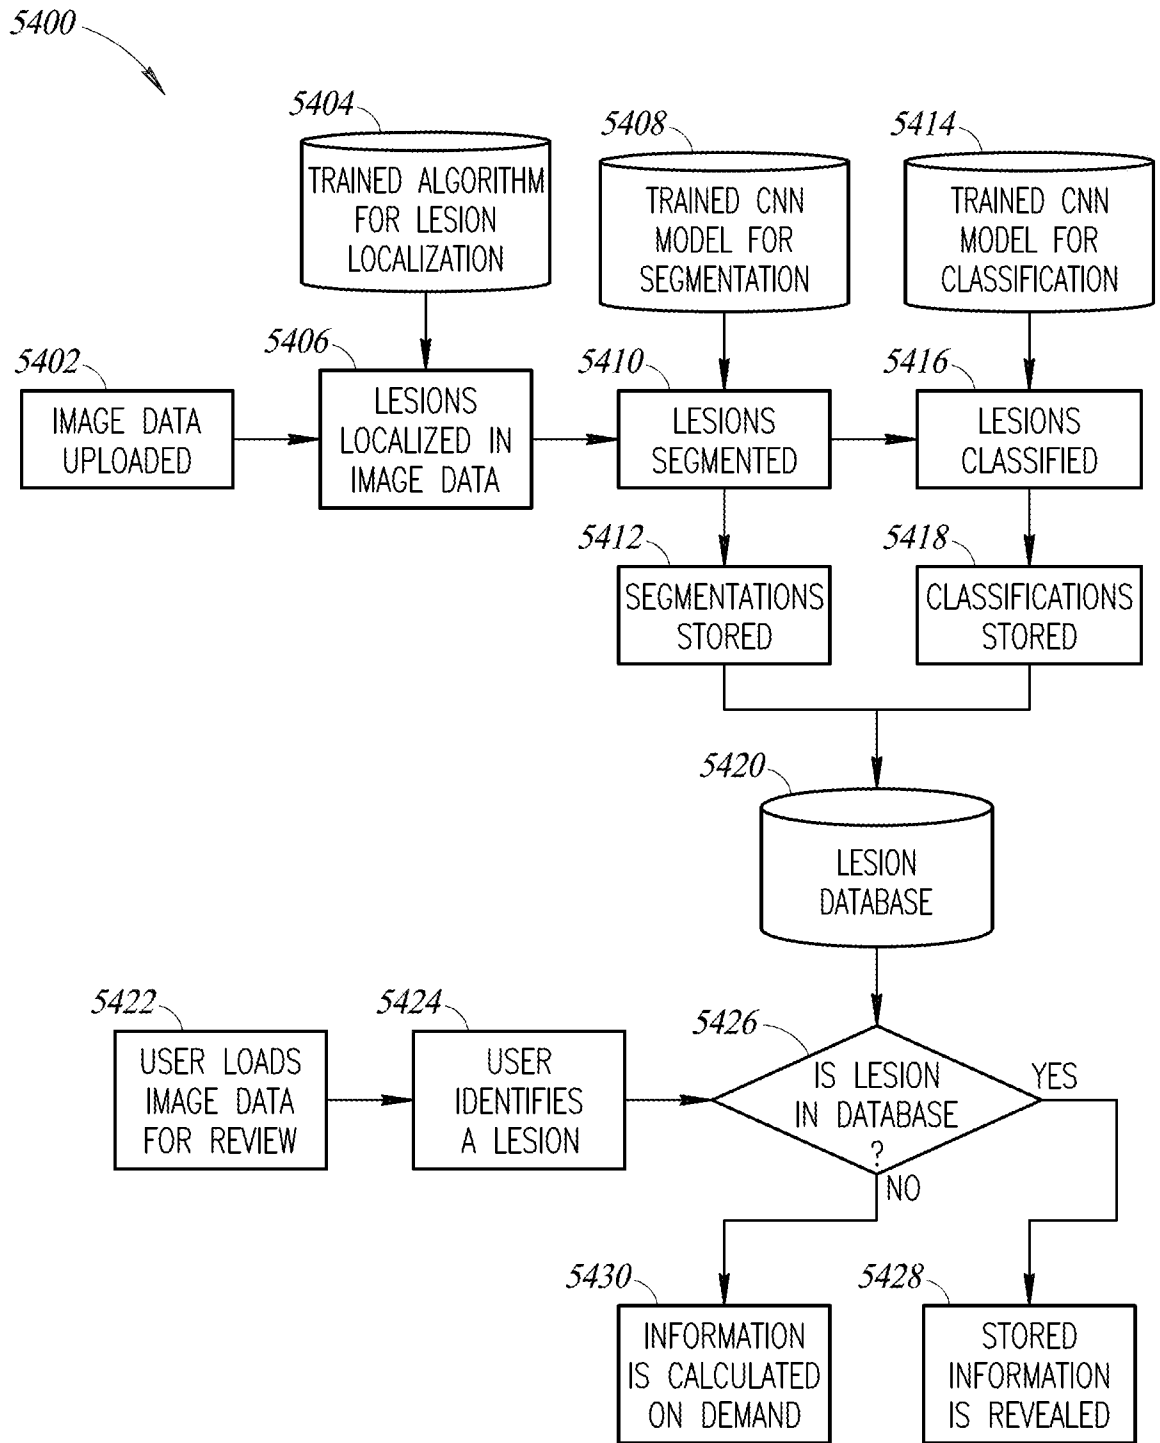 5400
5404
TRAINED ALGORITHM
FOR LESION
LOCALIZATION
5408
TRAINED CNN
MODEL FOR
SEGMENTATION
5414
TRAINED CNN
MODEL FOR
CLASSIFICATION
5402
IMAGE DATA
UPLOADED
5406
LESIONS
LOCALIZED IN
IMAGE DATA
5410
LESIONS
SEGMENTED
5416
LESIONS
CLASSIFIED
5412
SEGMENTATIONS
STORED
5418
CLASSIFICATIONS
STORED
5420
LESION
DATABASE
5422
USER LOADS
IMAGE DATA
FOR REVIEW
5424
USER
IDENTIFIES
A LESION
5426
IS LESION
IN DATABASE
?
YES
NO
5430
INFORMATION
IS CALCULATED
ON DEMAND
5428
STORED
INFORMATION
IS REVEALED